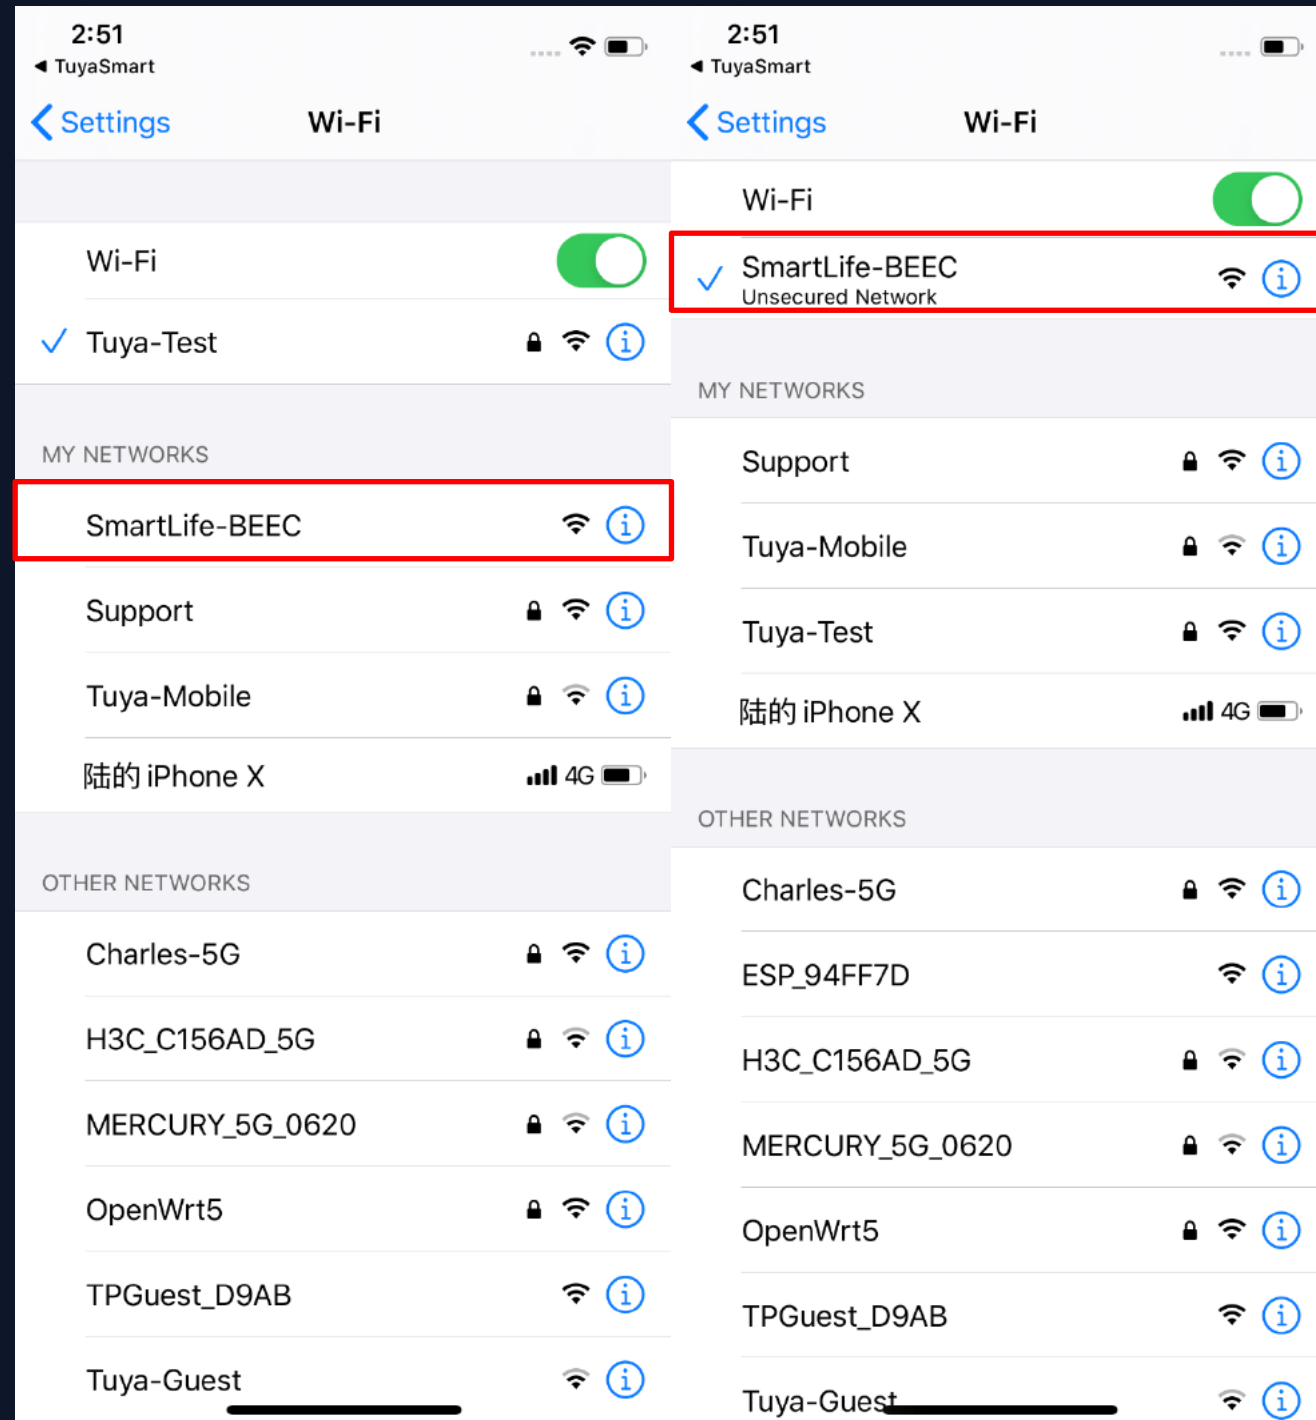 2:51
◀ TuyaSmart
Settings
Wi-Fi
Wi-Fi
Tuya-Test
MY NETWORKS
SmartLife-BEEC
Support
Tuya-Mobile
陆的 iPhone X
4G
OTHER NETWORKS
Charles-5G
H3C_C156AD_5G
MERCURY_5G_0620
OpenWrt5
TPGuest_D9AB
Tuya-Guest
2:51
◀ TuyaSmart
Settings
Wi-Fi
Wi-Fi
SmartLife-BEEC
Unsecured Network
MY NETWORKS
Support
Tuya-Mobile
Tuya-Test
陆的 iPhone X
4G
OTHER NETWORKS
Charles-5G
ESP_94FF7D
H3C_C156AD_5G
MERCURY_5G_0620
OpenWrt5
TPGuest_D9AB
Tuya-Guest